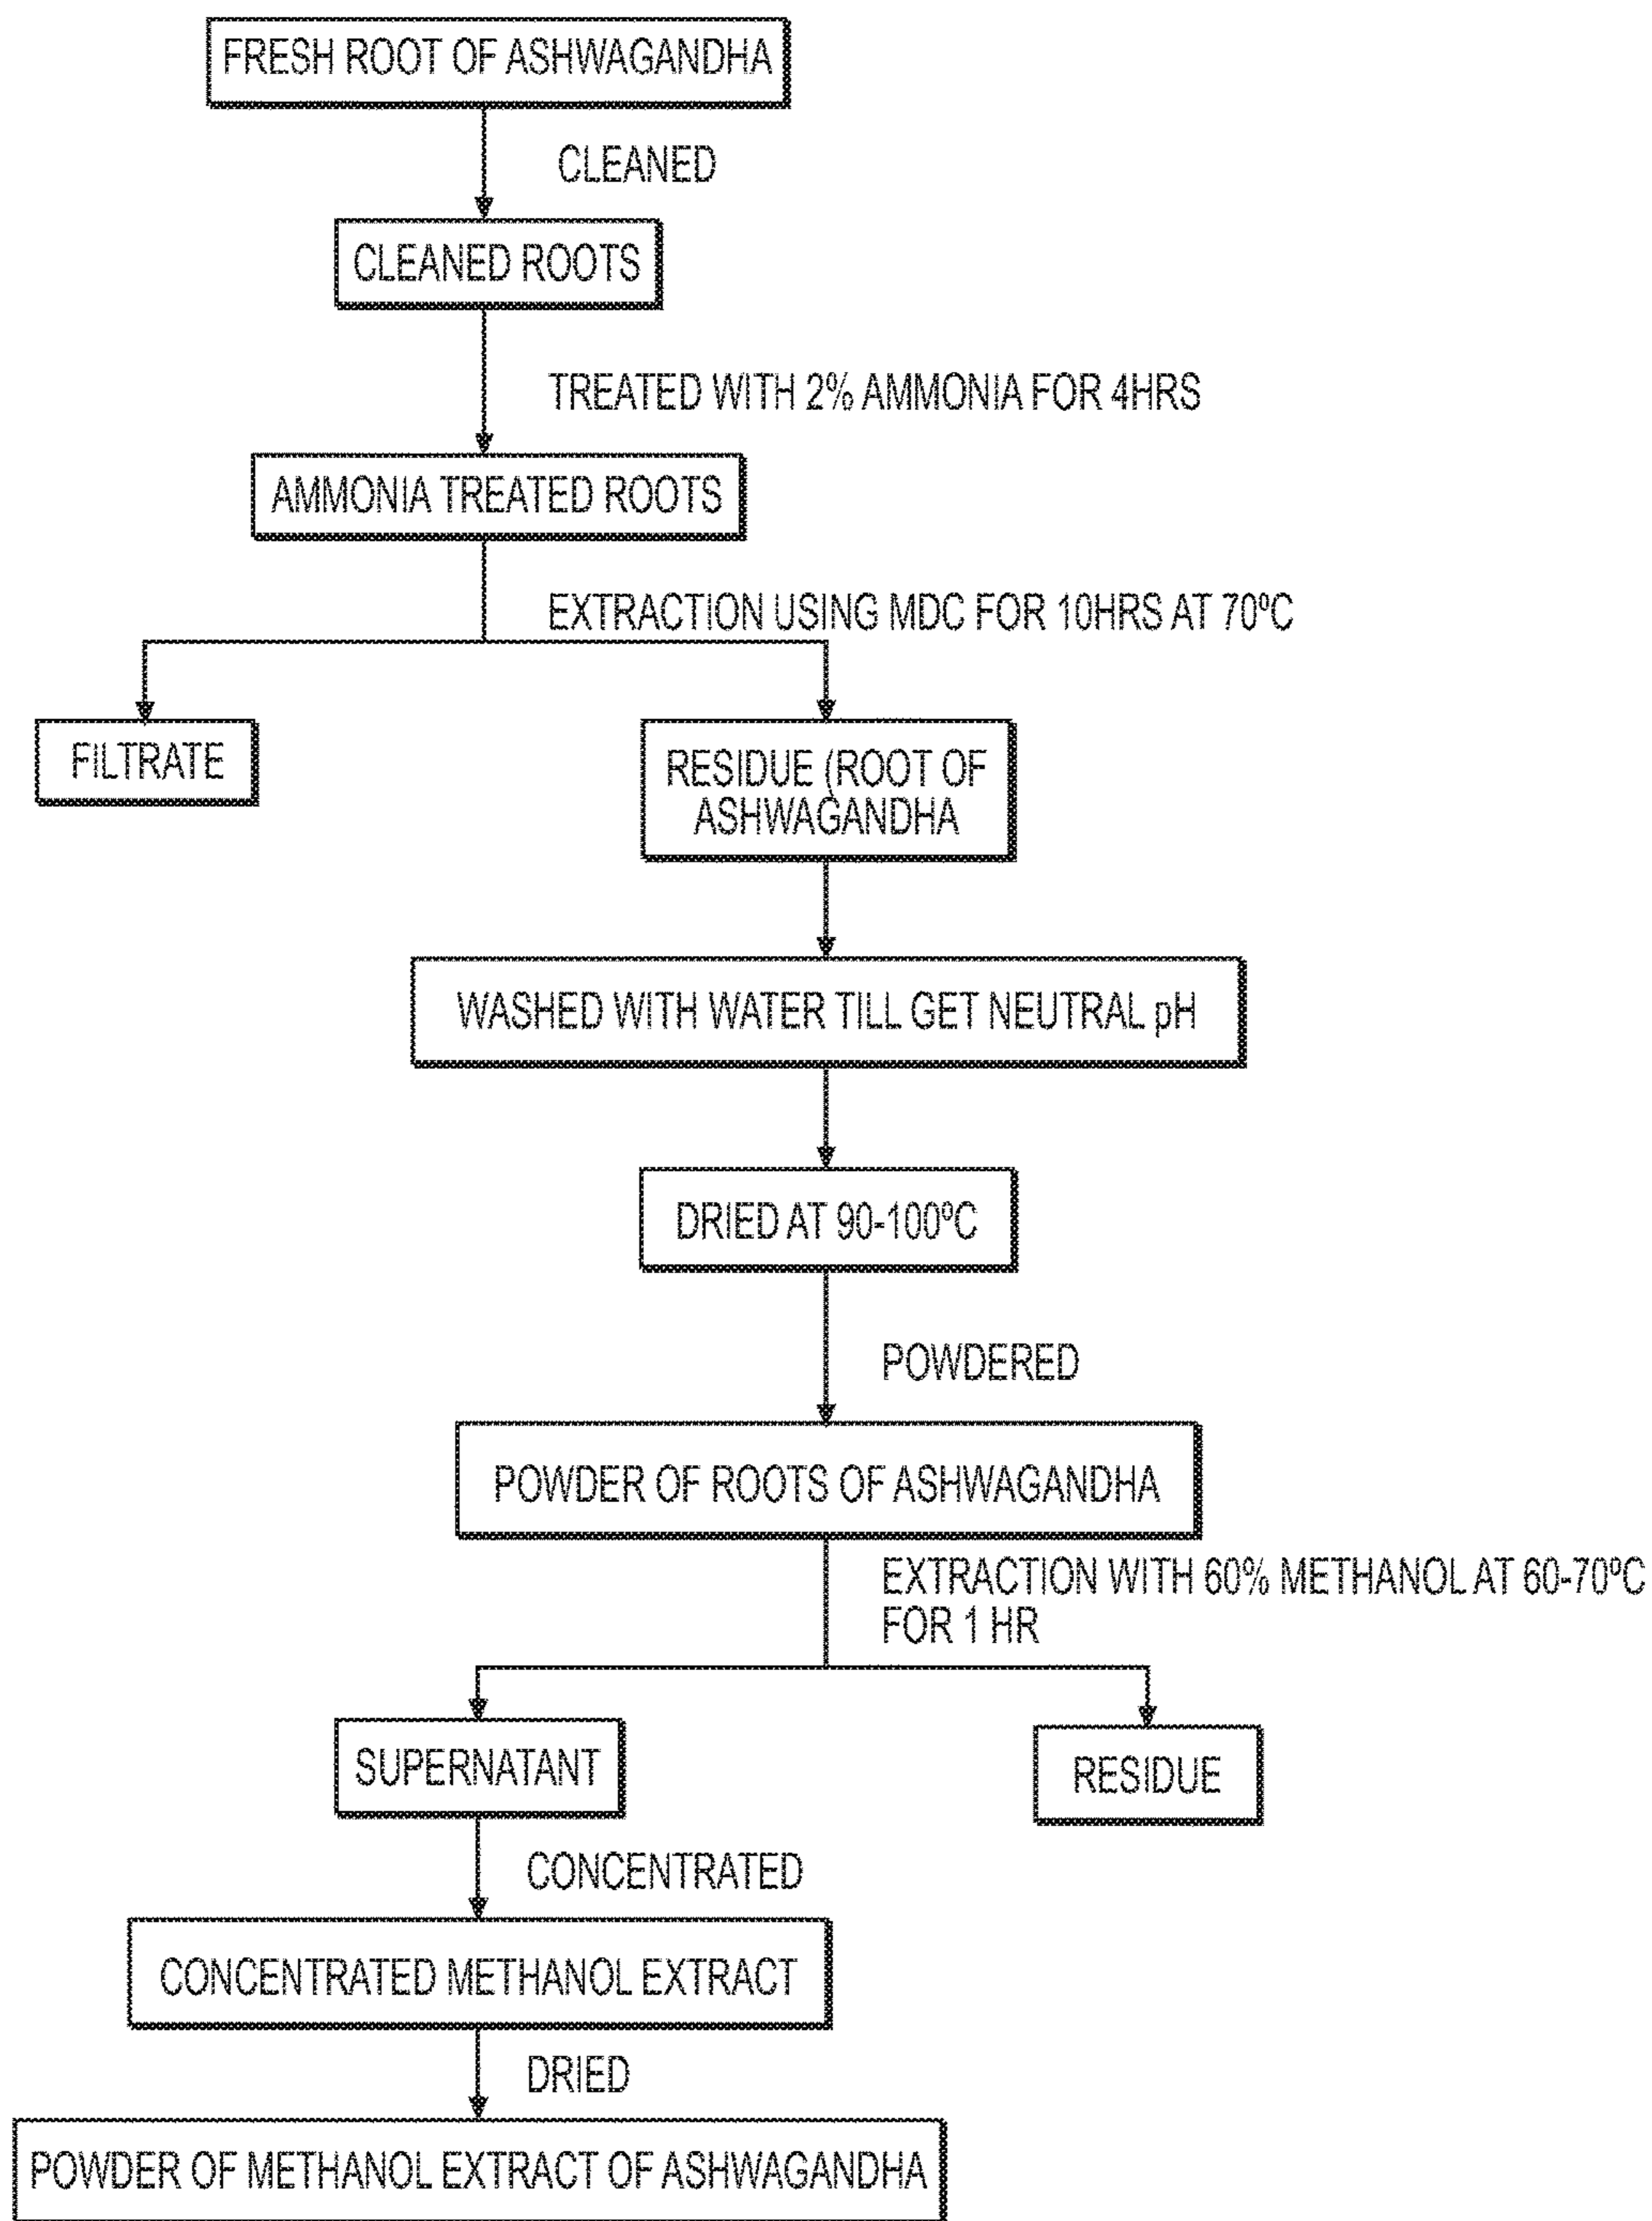 FRESH ROOT OF ASHWAGANDHA
CLEANED
CLEANED ROOTS
TREATED WITH 2% AMMONIA FOR 4HRS
AMMONIA TREATED ROOTS
EXTRACTION USING MDC FOR 10HRS AT 70ºC
FILTRATE
RESIDUE (ROOT OF
ASHWAGANDHA
WASHED WITH WATER TILL GET NEUTRAL pH
DRIED AT 90-100ºC
POWDERED
POWDER OF ROOTS OF ASHWAGANDHA
EXTRACTION WITH 60% METHANOL AT 60-70ºC
FOR 1 HR
SUPERNATANT
RESIDUE
CONCENTRATED
CONCENTRATED METHANOL EXTRACT
DRIED
POWDER OF METHANOL EXTRACT OF ASHWAGANDHA